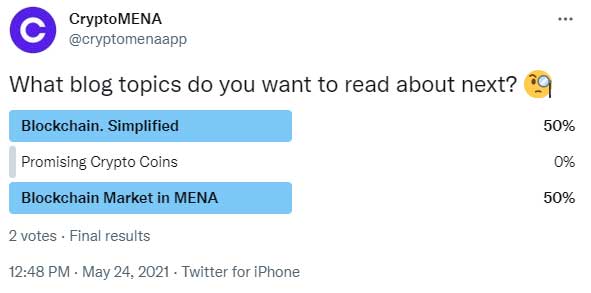 CryptoMENA
@cryptomenaapp
What blog topics do you want to read about next? 🧐
Blockchain. Simplified 50%
Promising Crypto Coins 0%
Blockchain Market in MENA 50%
2 votes · Final results
12:48 PM · May 24, 2021 · Twitter for iPhone